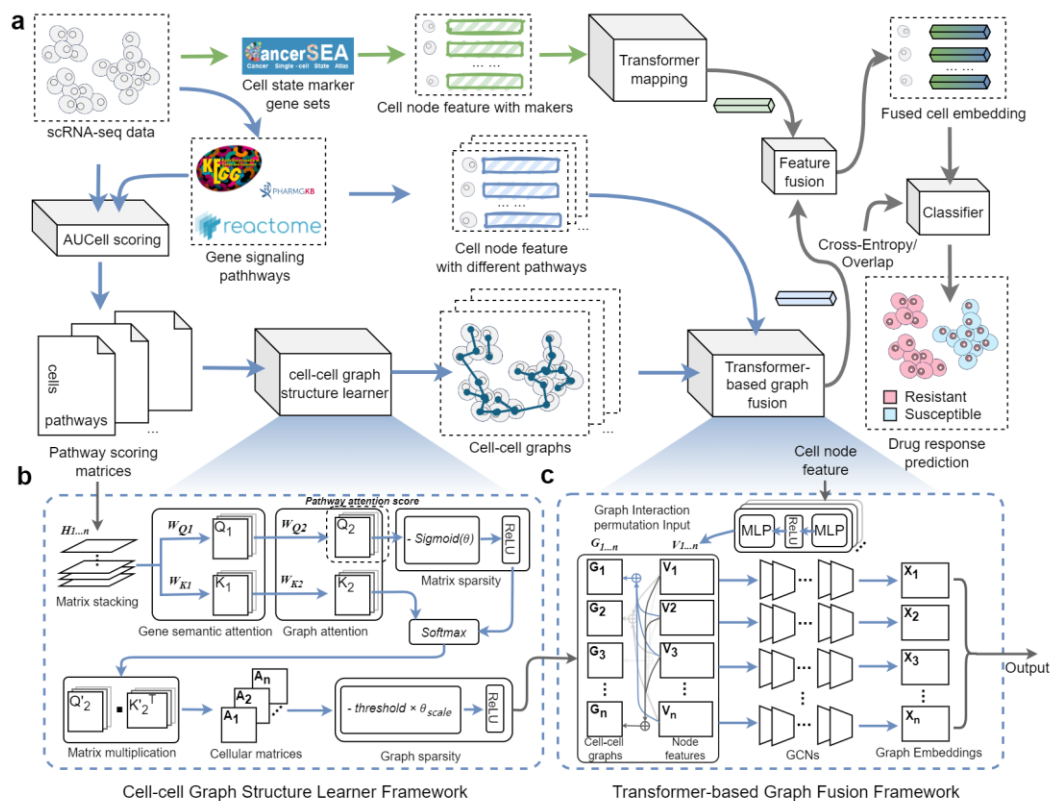 a
scRNA-seq data
CancerSEA
Cancer Single-cell State Atlas
Cell state marker
gene sets
... ...
Cell node feature with makers
Transformer
mapping
... ...
Fused cell embedding
Feature
fusion
Classifier
Cross-Entropy/
Overlap
KEGG
PHARMGKB
reactome
Gene signaling
pathhways
AUCell scoring
... ...
Cell node feature
with different pathways
cells
pathways
...
Pathway scoring
matrices
cell-cell graph
structure learner
Cell-cell graphs
Transformer-
based graph
fusion
Resistant
Susceptible
Drug response
prediction
b
Pathway attention score
H1...n
Matrix stacking
WQ1
Q1
WK1
K1
Gene semantic attention
WQ2
Q2
WK2
K2
Graph attention
- Sigmoid(θ)
ReLU
Matrix sparsity
Softmax
Q'2
K'2 T
Matrix multiplication
An
A2
A1
Cellular matrices
- threshold × θscale
ReLU
Graph sparsity
Cell-cell Graph Structure Learner Framework
c
Cell node
feature
Graph Interaction
permutation Input
MLP
ReLU
MLP
G1...n
V1...n
G1
V1
X1
G2
V2
X2
G3
V3
X3
Gn
Vn
Xn
Output
Cell-cell
graphs
Node
features
GCNs
Graph Embeddings
Transformer-based Graph Fusion Framework